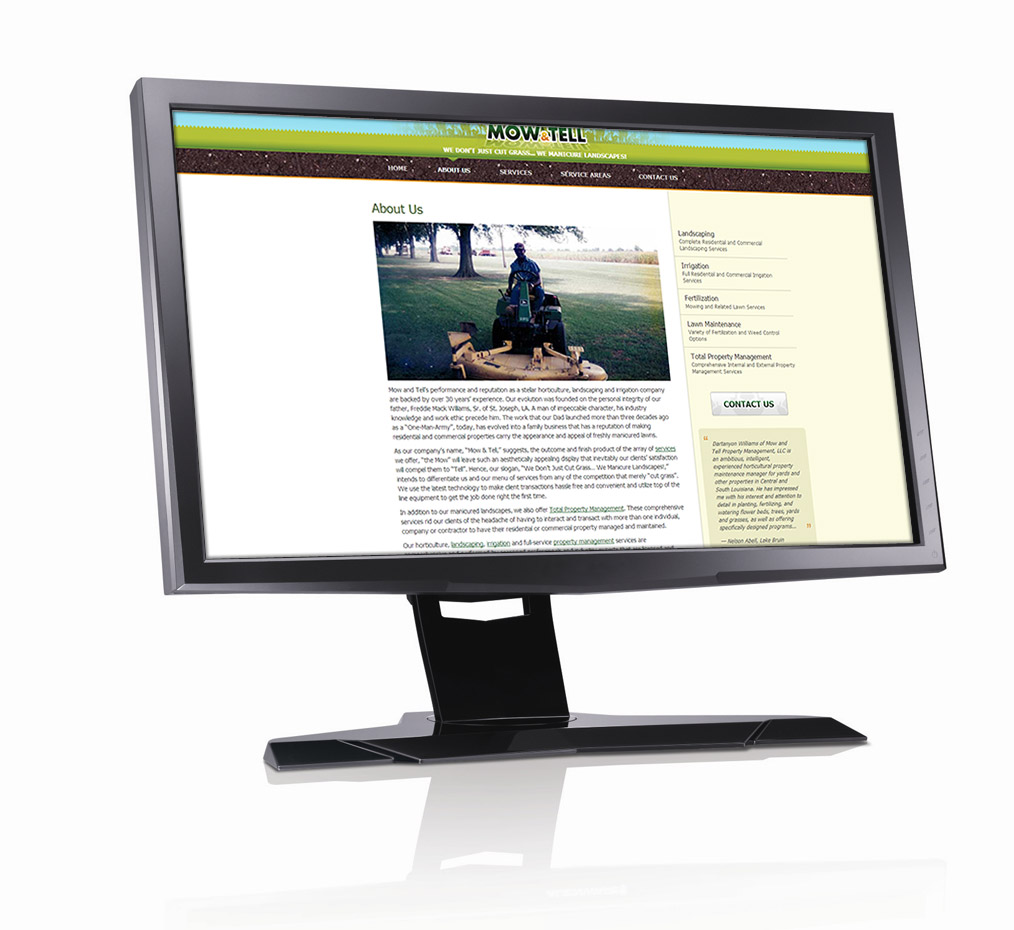 MOW & TELL
WE DON'T JUST CUT GRASS... WE MANICURE LANDSCAPES!
HOME ABOUT US SERVICES SERVICE AREAS CONTACT US
About Us
Mow and Tell's performance and reputation as a stellar horticulture, landscaping and irrigation company
are backed by over 30 years' experience. Our evolution was founded on the personal integrity of our
father, Freddie Mack Williams, Sr. of St. Joseph, LA. A man of impeccable character, his industry
knowledge and work ethic precede him. The work that our Dad launched more than three decades ago
as a "One-Man-Army", today, has evolved into a family business that has a reputation of making
residential and commercial properties carry the appearance and appeal of freshly manicured lawns.
As our company's name, "Mow & Tell" suggests, the outcome and finish product of the array of services
we offer, "the Mow" will leave such an aesthetically appealing display that inevitably our clients' satisfaction
will compel them to "Tell". Hence, our slogan, "We Don't Just Cut Grass... We Manicure Landscapes!,"
intends to differentiate us and our menu of services from any of the competition that merely "cut grass".
We use the latest technology to make client transactions hassle free and convenient and utilize top of the
line equipment to get the job done right the first time.
In addition to our manicured landscapes, we also offer Total Property Management. These comprehensive
services rid our clients of the headache of having to interact and transact with more than one individual,
company or contractor to have their residential or commercial property managed and maintained.
Our horticulture, landscaping, irrigation and full-service property management services are
Landscaping
Complete Residential and Commercial
Landscaping Services
Irrigation
Full Residential and Commercial Irrigation
Services
Fertilization
Mowing and Related Lawn Services
Lawn Maintenance
Variety of Fertilization and Weed Control
Options
Total Property Management
Comprehensive Internal and External Property
Management Services
CONTACT US
" Dartanyon Williams of Mow and
Tell Property Management, LLC is
an ambitious, intelligent,
experienced horticultural property
maintenance manager for yards and
other properties in Central and
South Louisiana. He has impressed
me with his interest and attention to
detail in planting, fertilizing, and
watering flower beds, trees, yards
and grasses, as well as offering
specifically designed programs... "
— Nelson Abell, Lake Bruin